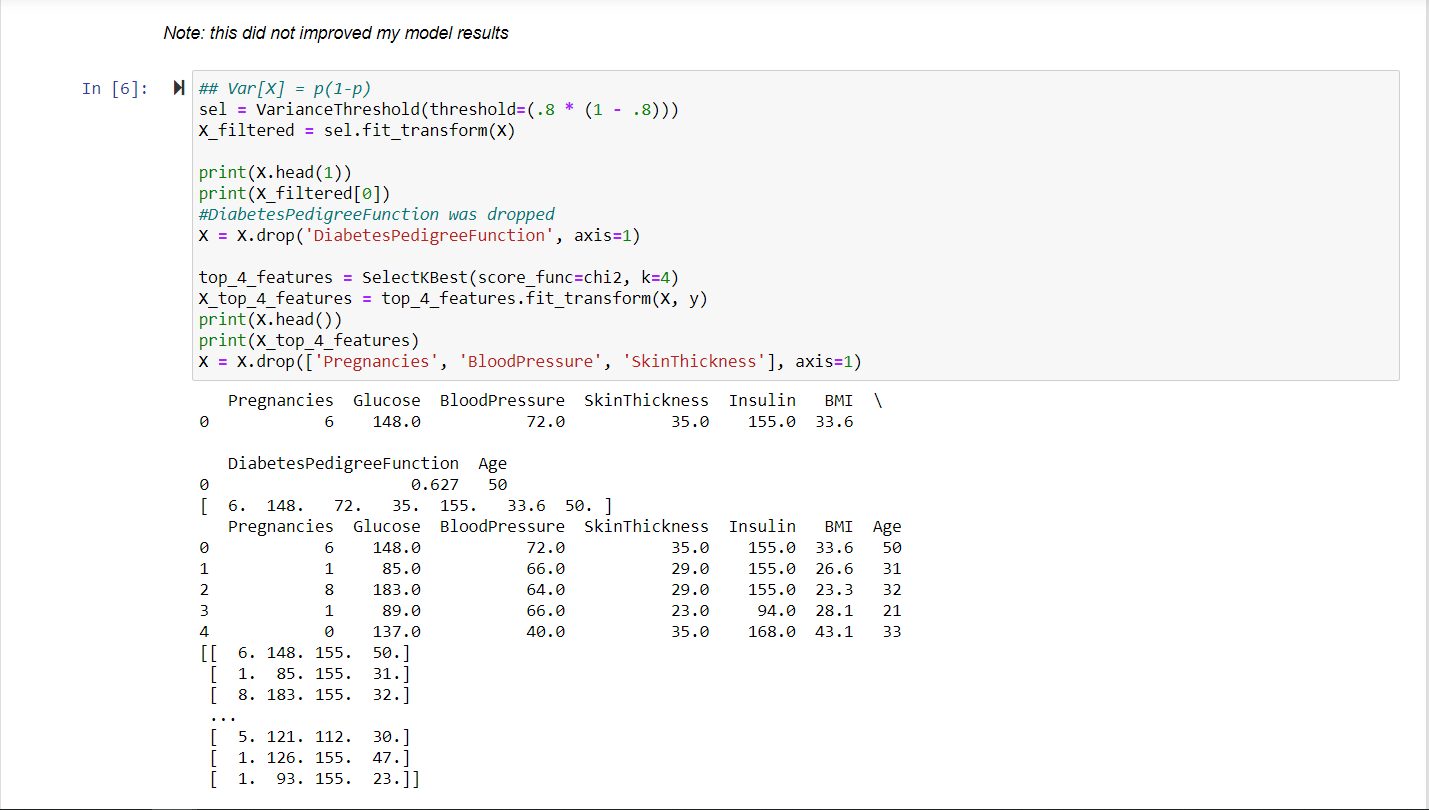 Note: this did not improved my model results
In [6]:
## Var[X] = p(1-p)
sel = VarianceThreshold(threshold=(.8 * (1 - .8)))
X_filtered = sel.fit_transform(X)
print(X.head(1))
print(X_filtered[0])
#DiabetesPedigreeFunction was dropped
X = X.drop('DiabetesPedigreeFunction', axis=1)
top_4_features = SelectKBest(score_func=chi2, k=4)
X_top_4_features = top_4_features.fit_transform(X, y)
print(X.head())
print(X_top_4_features)
X = X.drop(['Pregnancies', 'BloodPressure', 'SkinThickness'], axis=1)
   Pregnancies  Glucose  BloodPressure  SkinThickness  Insulin   BMI  \
0            6    148.0           72.0           35.0    155.0  33.6
   DiabetesPedigreeFunction  Age
0                     0.627   50
[  6.  148.   72.   35.  155.   33.6  50. ]
   Pregnancies  Glucose  BloodPressure  SkinThickness  Insulin   BMI  Age
0            6    148.0           72.0           35.0    155.0  33.6   50
1            1     85.0           66.0           29.0    155.0  26.6   31
2            8    183.0           64.0           29.0    155.0  23.3   32
3            1     89.0           66.0           23.0     94.0  28.1   21
4            0    137.0           40.0           35.0    168.0  43.1   33
[[  6. 148. 155.  50.]
 [  1.  85. 155.  31.]
 [  8. 183. 155.  32.]
 ...
 [  5. 121. 112.  30.]
 [  1. 126. 155.  47.]
 [  1.  93. 155.  23.]]